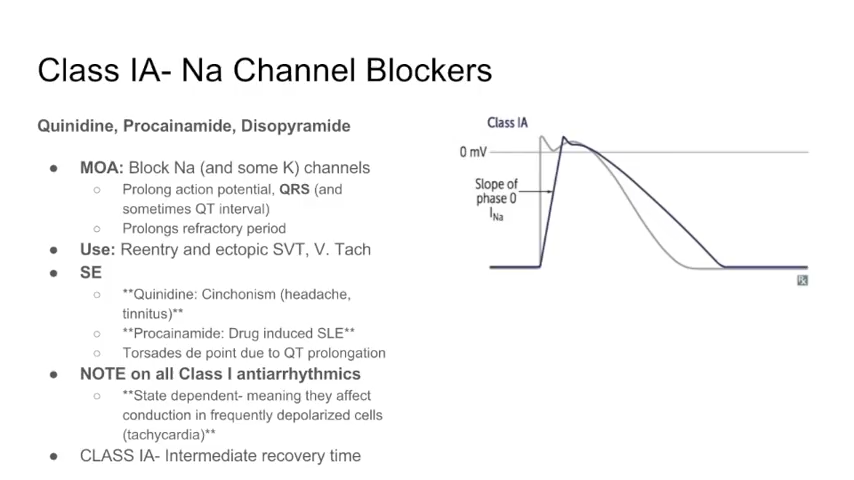 Class IA- Na Channel Blockers
Quinidine, Procainamide, Disopyramide
● MOA: Block Na (and some K) channels
○ Prolong action potential, QRS (and
sometimes QT interval)
○ Prolongs refractory period
● Use: Reentry and ectopic SVT, V. Tach
● SE
○ **Quinidine: Cinchonism (headache,
tinnitus)**
○ **Procainamide: Drug induced SLE**
○ Torsades de point due to QT prolongation
● NOTE on all Class I antiarrhythmics
○ **State dependent- meaning they affect
conduction in frequently depolarized cells
(tachycardia)**
● CLASS IA- Intermediate recovery time
Class IA
0 mV
Slope of
phase 0
INa